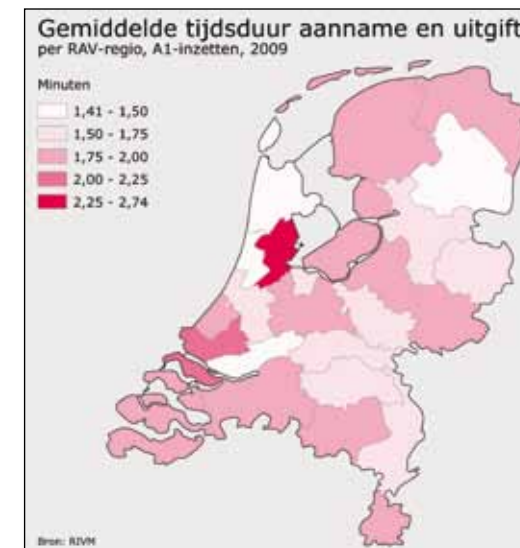 Gemiddelde tijdsduur aanname en uitgift
per RAV-regio, A1-inzetten, 2009
Minuten
1,41 - 1,50
1,50 - 1,75
1,75 - 2,00
2,00 - 2,25
2,25 - 2,74
Bron: RIVM